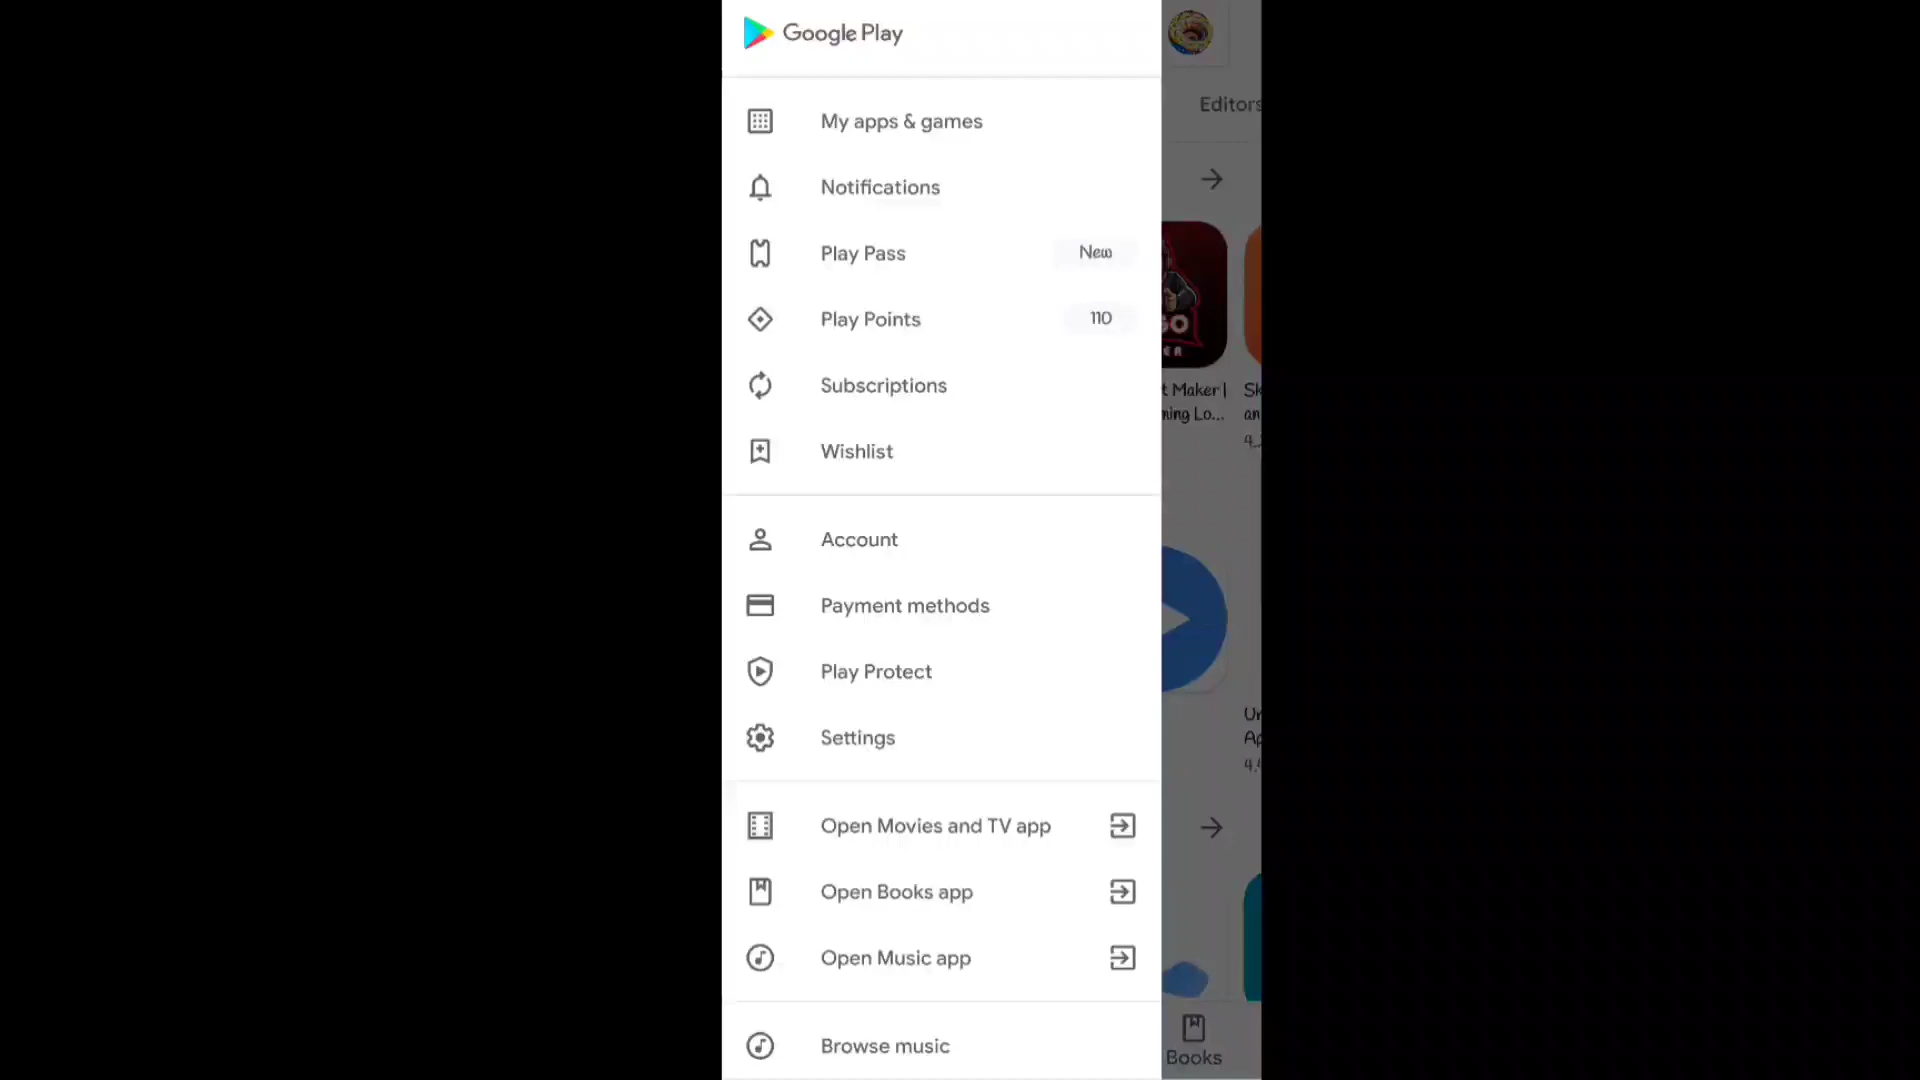 Google Play
My apps & games
Notifications
Play Pass
New
Play Points
110
Subscriptions
Wishlist
Account
Payment methods
Play Protect
Settings
Open Movies and TV app
Open Books app
Open Music app
Browse music
Editors
GO
t Maker |
ning Lo...
Books